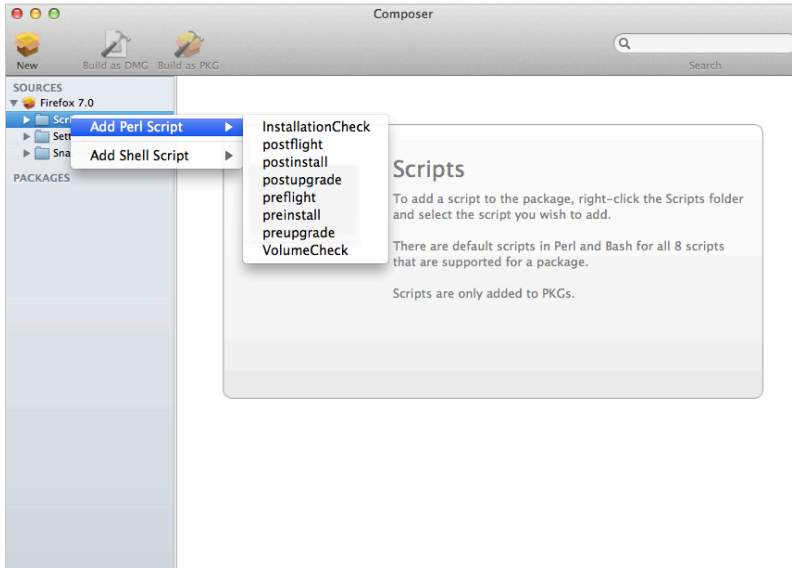 Composer
New
Build as DMG
Build as PKG
Search
SOURCES
Firefox 7.0
Scri
Sett
Sna
PACKAGES
Add Perl Script
Add Shell Script
InstallationCheck
postflight
postinstall
postupgrade
preflight
preinstall
preupgrade
VolumeCheck
Scripts
To add a script to the package, right-click the Scripts folder
and select the script you wish to add.
There are default scripts in Perl and Bash for all 8 scripts
that are supported for a package.
Scripts are only added to PKGs.